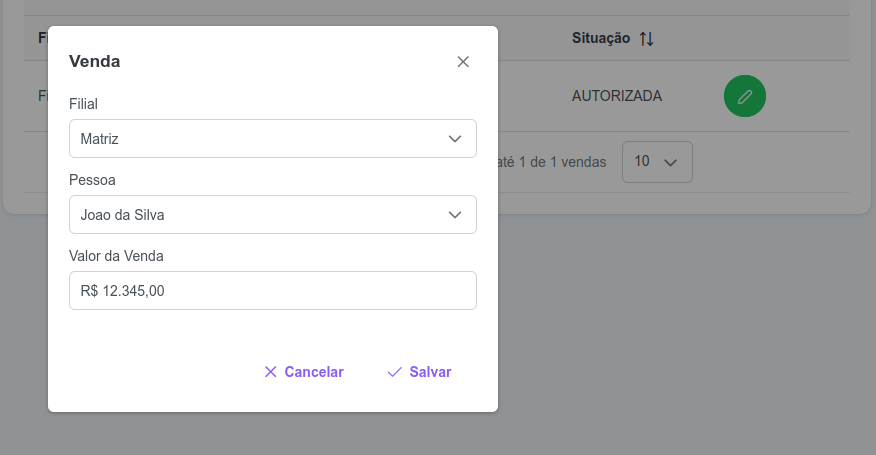 Situação
Venda
Filial
AUTORIZADA
Matriz
até 1 de 1 vendas
10
Pessoa
Joao da Silva
Valor da Venda
R$ 12.345,00
Cancelar
Salvar